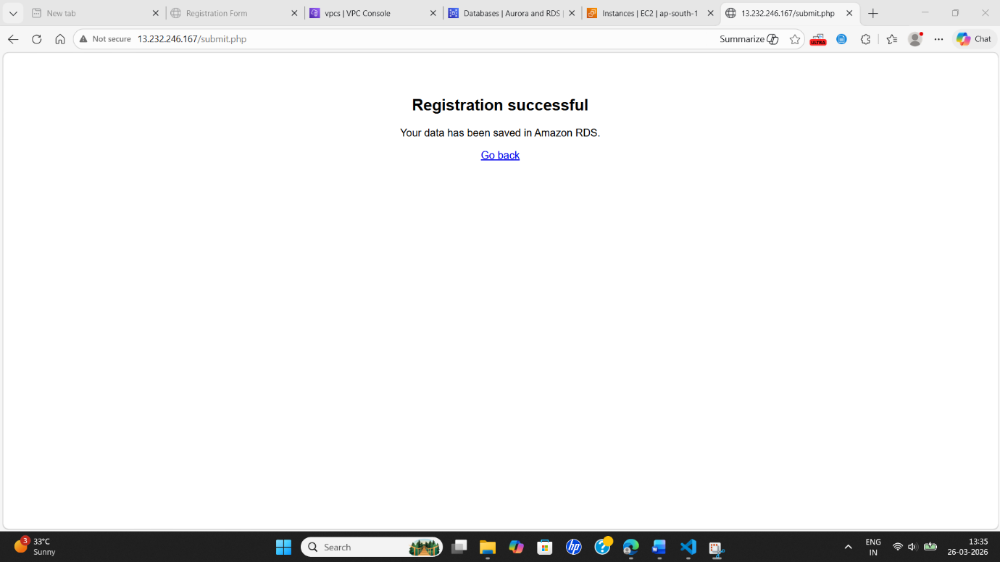 New tab
Registration Form
vpcs | VPC Console
Databases | Aurora and RDS |
Instances | EC2 | ap-south-1
13.232.246.167/submit.php
Not secure 13.232.246.167/submit.php
Summarize
ULTRA
Chat
Registration successful
Your data has been saved in Amazon RDS.
Go back
3
33°C
Sunny
Search
hp
ENG
IN
13:35
26-03-2026